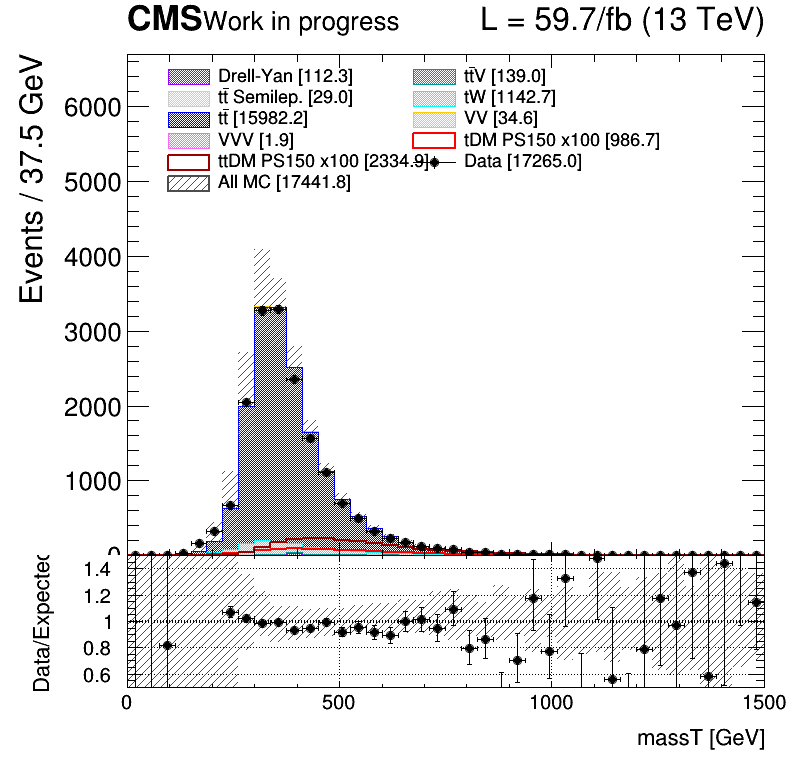 CMS Work in progress L = 59.7/fb (13 TeV)
Events / 37.5 GeV
6000
5000
4000
3000
2000
1000
0
Drell-Yan [112.3] tt̄V [139.0]
tt̄ Semilep. [29.0] tW [1142.7]
tt̄ [15982.2] VV [34.6]
VVV [1.9] tDM PS150 x100 [986.7]
ttDM PS150 x100 [2334.9] Data [17265.0]
All MC [17441.8]
Data/Expected
1.4
1.2
1
0.8
0.6
0 500 1000 1500
massT [GeV]